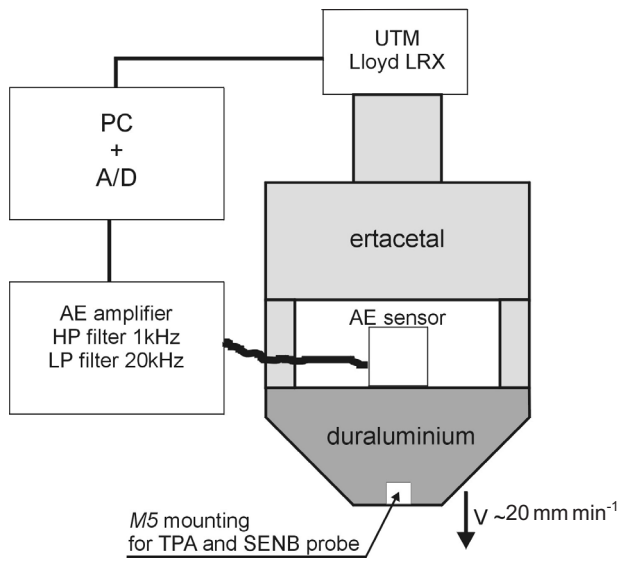 UTM
Lloyd LRX
PC
+
A/D
ertacetal
AE amplifier
HP filter 1kHz
LP filter 20kHz
AE sensor
duraluminium
M5 mounting
for TPA and SENB probe
V ~20 mm min-1